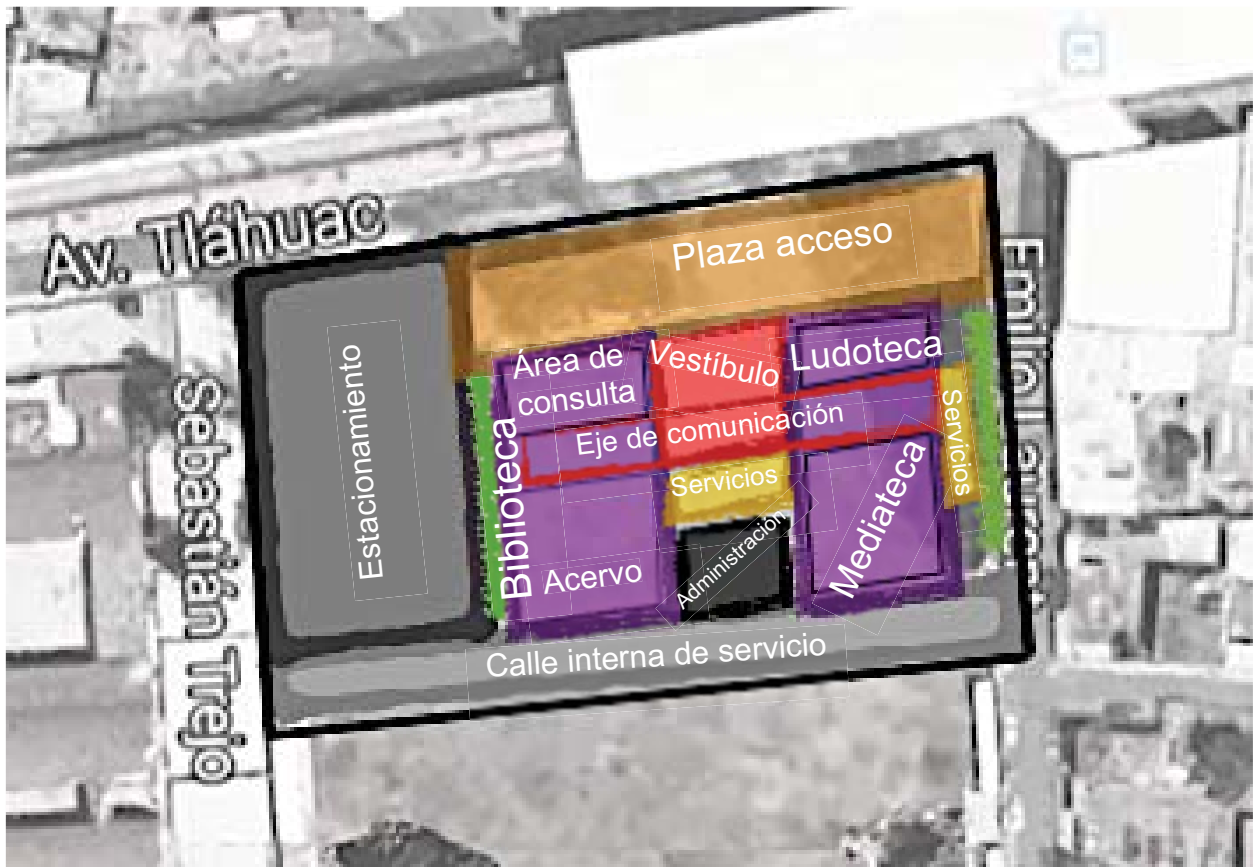 Av. Tláhuac
Plaza acceso
Estacionamiento
Sebastián Trejo
Biblioteca
Área de
consulta
Vestíbulo
Ludoteca
Eje de comunicación
Servicios
Servicios
Acervo
Administración
Mediateca
Calle interna de servicio
Emilio